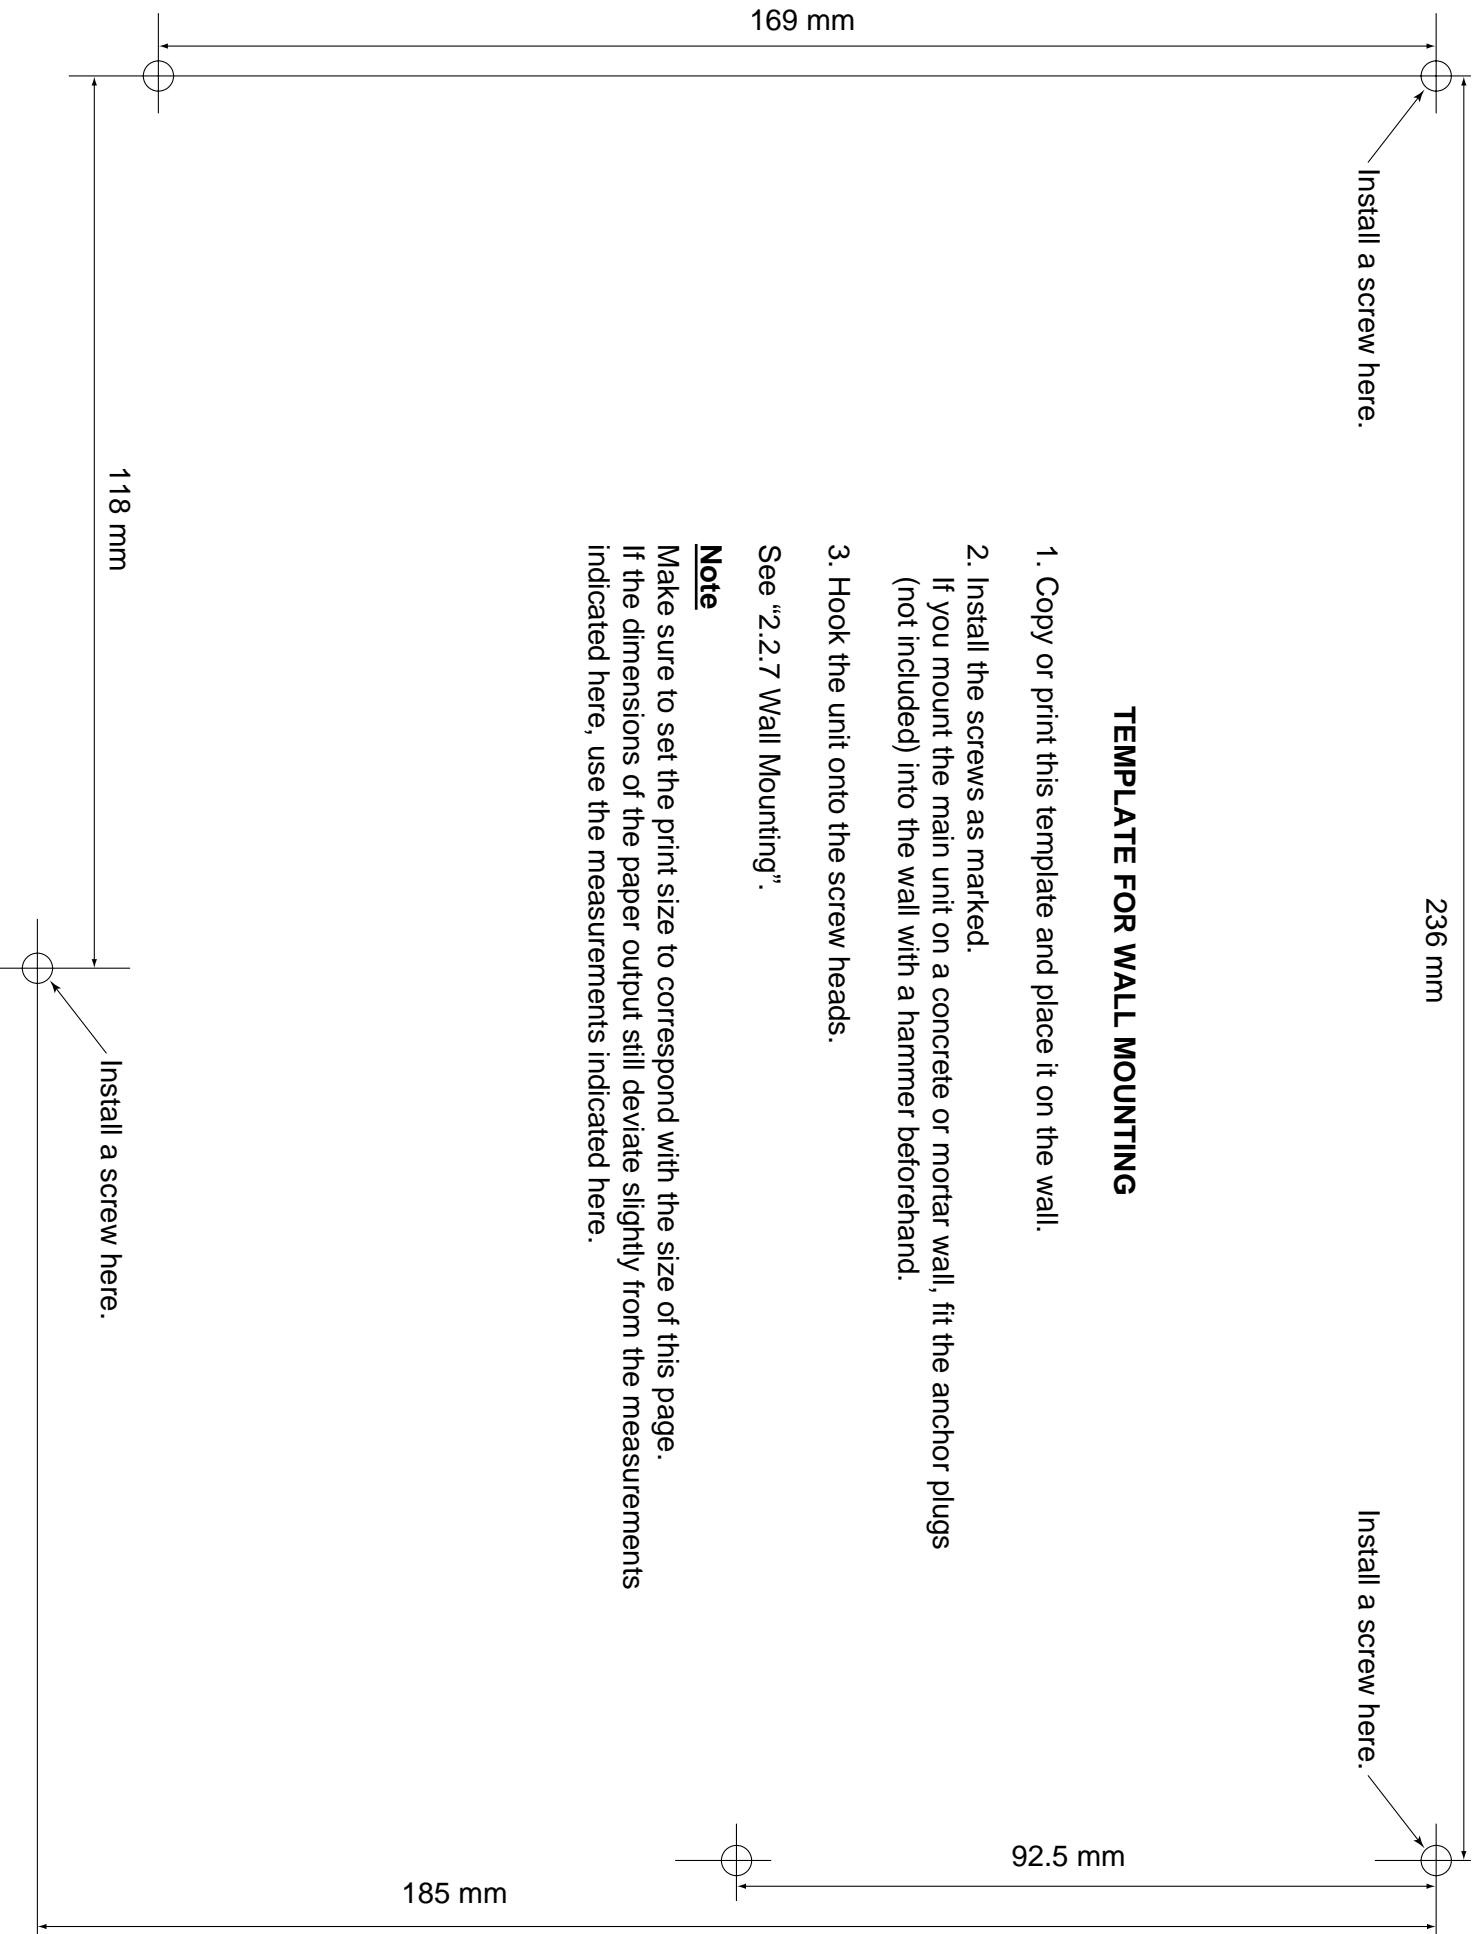 169 mm
236 mm
Install a screw here.
Install a screw here.
TEMPLATE FOR WALL MOUNTING
1. Copy or print this template and place it on the wall.
2. Install the screws as marked.
If you mount the main unit on a concrete or mortar wall, fit the anchor plugs
(not included) into the wall with a hammer beforehand.
3. Hook the unit onto the screw heads.
See “2.2.7 Wall Mounting”.
Note
Make sure to set the print size to correspond with the size of this page.
If the dimensions of the paper output still deviate slightly from the measurements
indicated here, use the measurements indicated here.
92.5 mm
185 mm
118 mm
Install a screw here.